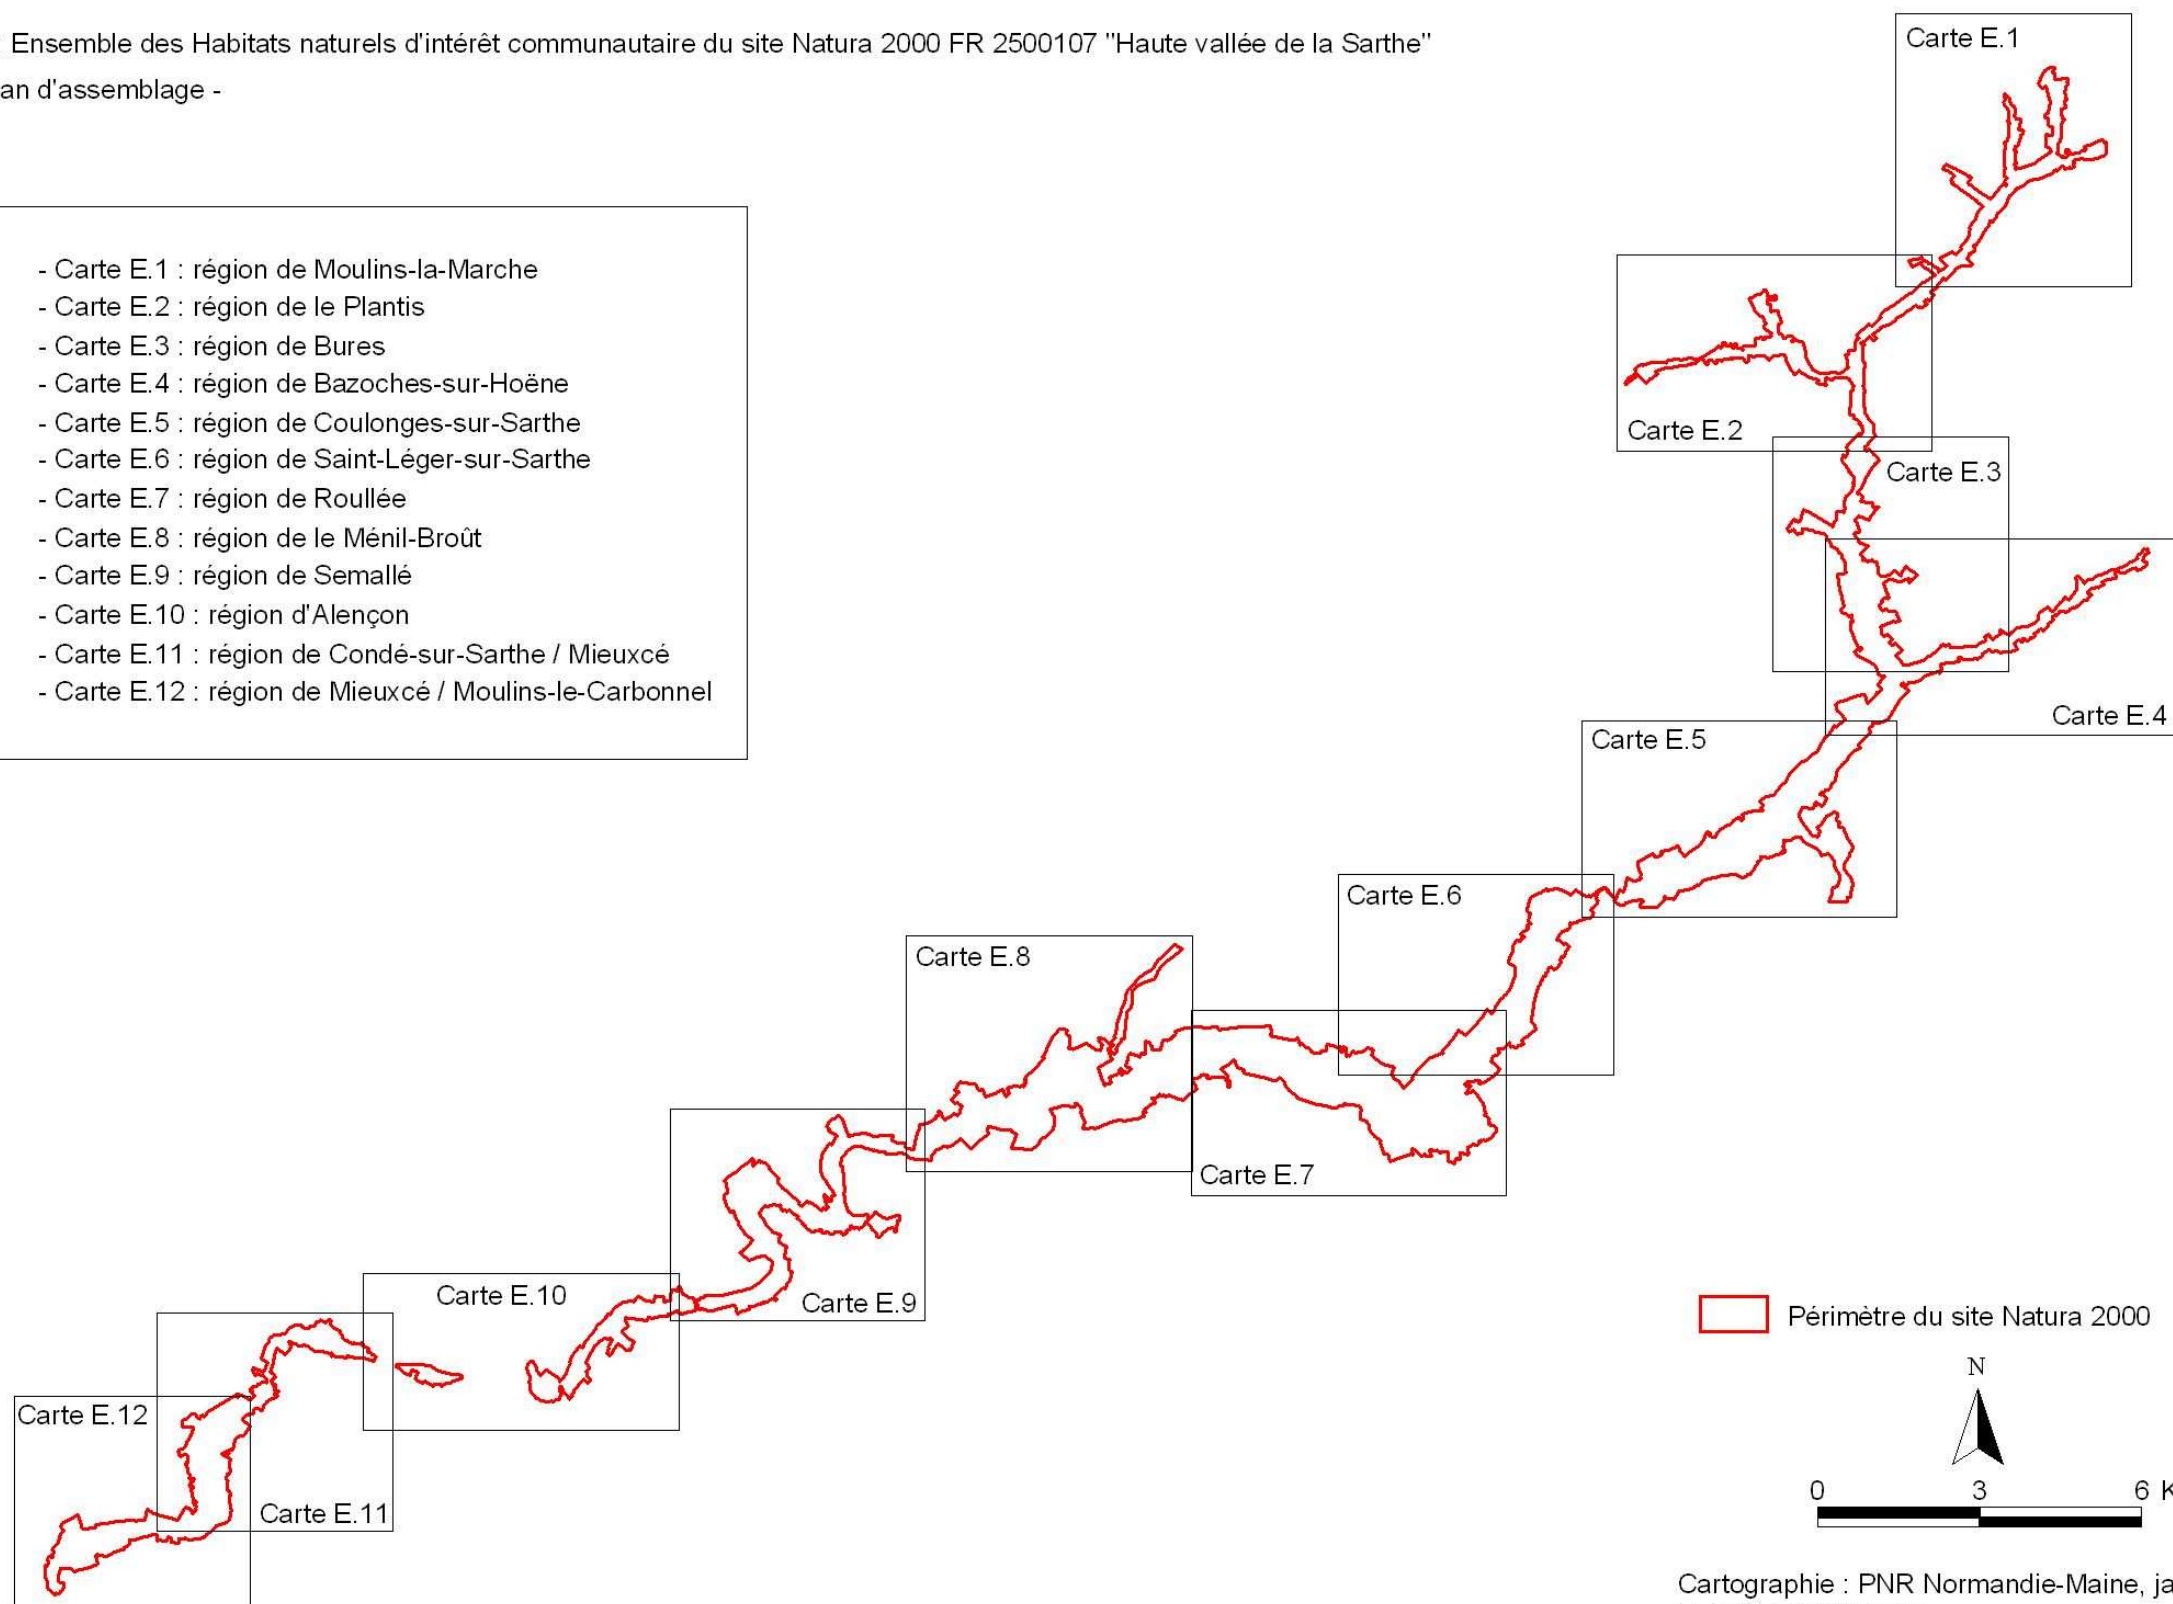 Ensemble des Habitats naturels d'intérêt communautaire du site Natura 2000 FR 2500107 "Haute vallée de la Sarthe"
an d'assemblage -
- Carte E.1 : région de Moulins-la-Marche
- Carte E.2 : région de le Plantis
- Carte E.3 : région de Bures
- Carte E.4 : région de Bazoches-sur-Hoëne
- Carte E.5 : région de Coulonges-sur-Sarthe
- Carte E.6 : région de Saint-Léger-sur-Sarthe
- Carte E.7 : région de Roullée
- Carte E.8 : région de le Ménil-Broût
- Carte E.9 : région de Semallé
- Carte E.10 : région d'Alençon
- Carte E.11 : région de Condé-sur-Sarthe / Mieuxcé
- Carte E.12 : région de Mieuxcé / Moulins-le-Carbonnel
Carte E.1
Carte E.2
Carte E.3
Carte E.4
Carte E.5
Carte E.6
Carte E.8
Carte E.7
Carte E.10
Carte E.9
Carte E.12
Carte E.11
Périmètre du site Natura 2000
N
0 3 6 K
Cartographie : PNR Normandie-Maine, ja